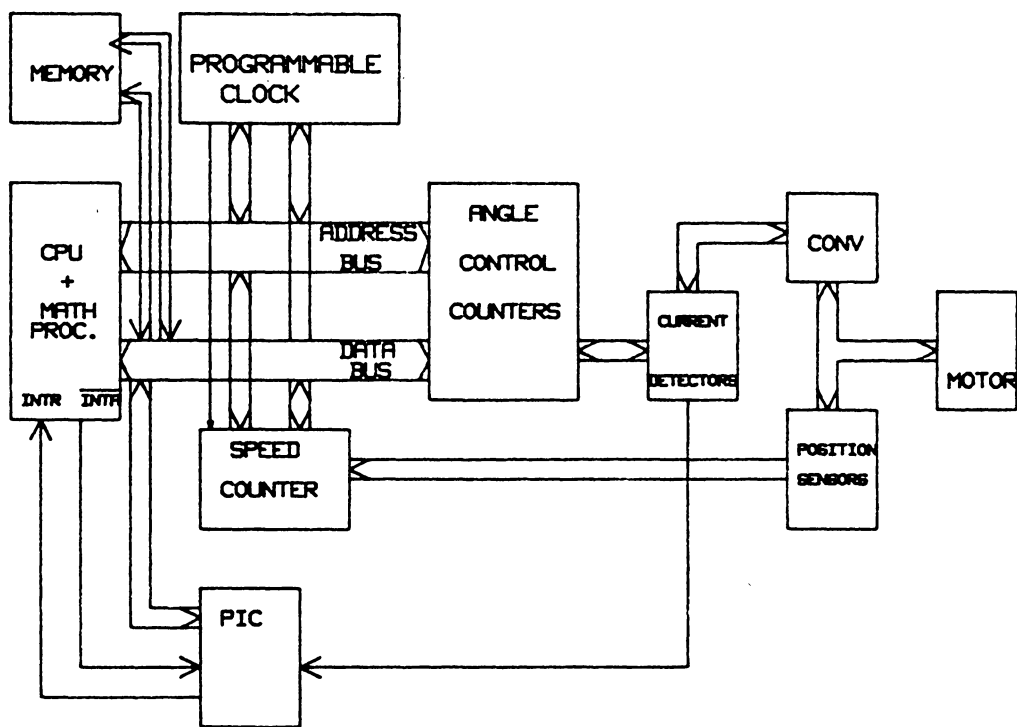 MEMORY
PROGRAMMABLE
CLOCK
CPU
+
MATH
PROC.
INTR INTR
ADDRESS
BUS
DATA
BUS
ANGLE
CONTROL
COUNTERS
CURRENT
DETECTORS
CONV
MOTOR
POSITION
SENSORS
SPEED
COUNTER
PIC